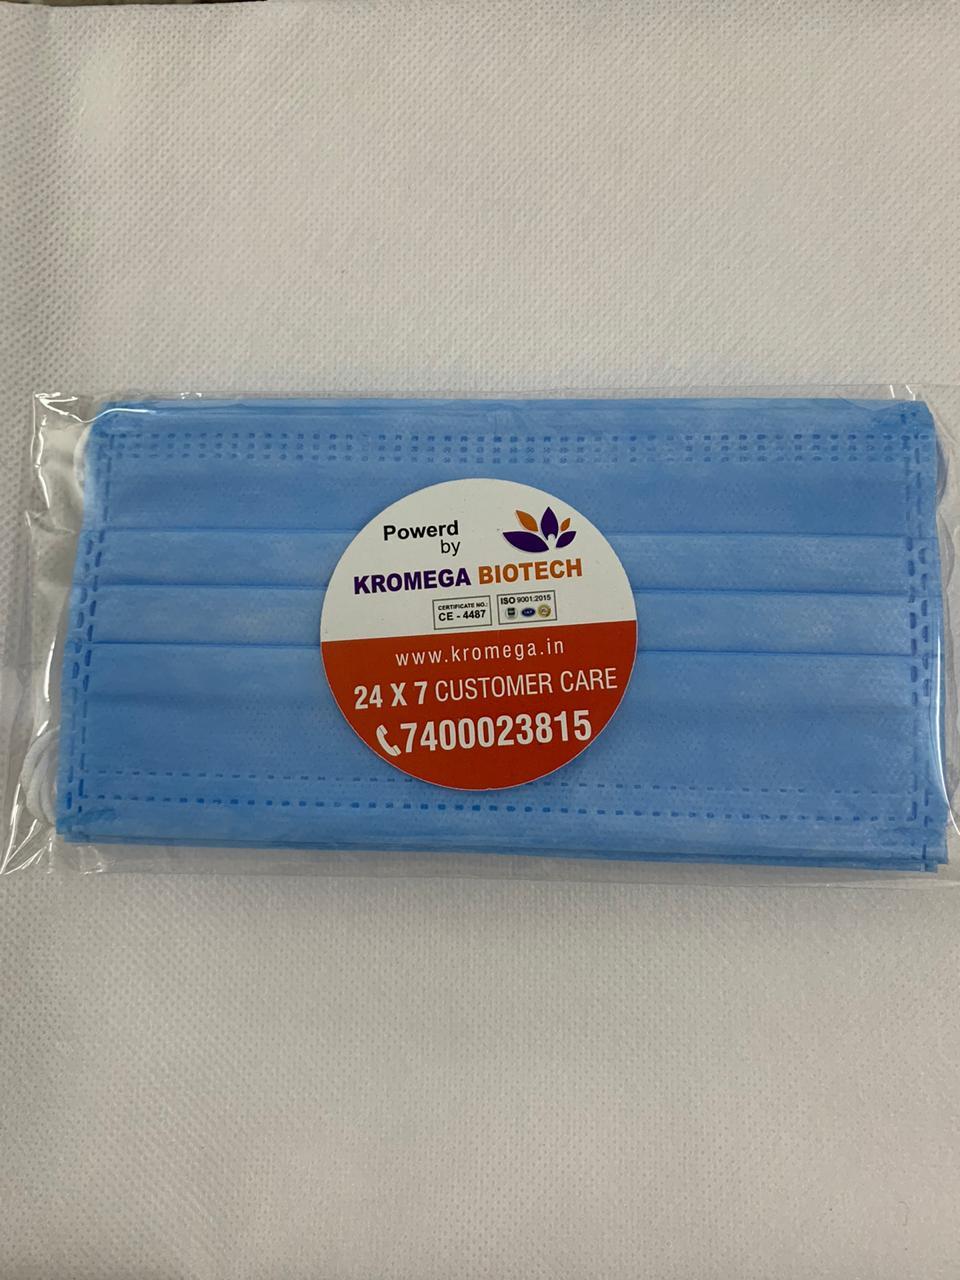 Powerd
by
KROMEGA BIOTECH
CERTIFICATE NO.:
CE - 4487
ISO 9001:2015
www.kromega.in
24 X 7 CUSTOMER CARE
7400023815